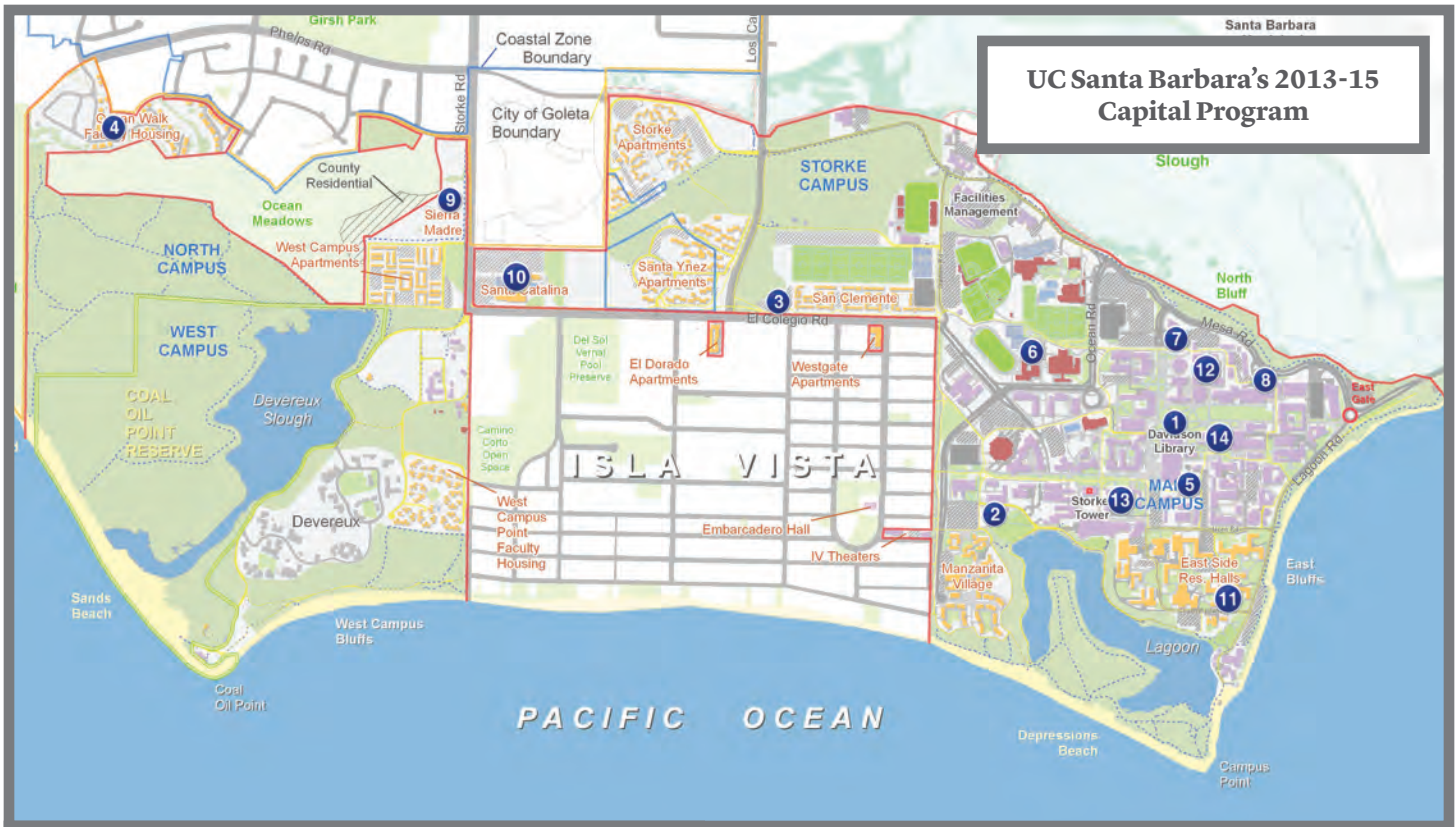 Girsh Park
Phelps Rd
Coastal Zone
Boundary
Santa Barbara
UC Santa Barbara's 2013-15
Capital Program
Storke Rd
City of Goleta
Boundary
Storke
Apartments
STORKE
CAMPUS
Slough
4
Ocean Walk
Faculty Housing
County
Residential
Ocean
Meadows
9
Sierra
Madre
Facilities
Management
NORTH
CAMPUS
West Campus
Apartments
10
Santa Catalina
Santa Ynez
Apartments
3
San Clemente
El Colegio Rd
North
Bluff
Ocean Rd
Mesa Rd
WEST
CAMPUS
Del Sol
Vernal
Pool
Preserve
El Dorado
Apartments
Westgate
Apartments
6
7
12
8
East
Gate
COAL
OIL
POINT
RESERVE
Devereux
Slough
Camino
Corto
Open
Space
1
Davidson
Library
14
Lagoon Rd
ISLA VISTA
Devereux
West
Campus
Point
Faculty
Housing
Embarcadero Hall
IV Theaters
2
Storke
Tower
13
5
MAIN
CAMPUS
Manzanita
Village
East Side
Res. Halls
11
East
Bluffs
Sands
Beach
West Campus
Bluffs
Lagoon
Coal
Oil Point
PACIFIC OCEAN
Depressions
Beach
Campus
Point